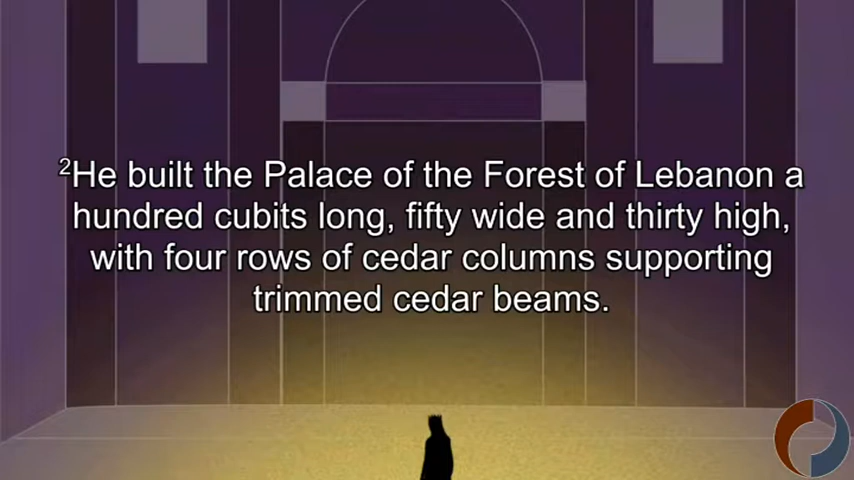 ²He built the Palace of the Forest of Lebanon a
hundred cubits long, fifty wide and thirty high,
with four rows of cedar columns supporting
trimmed cedar beams.